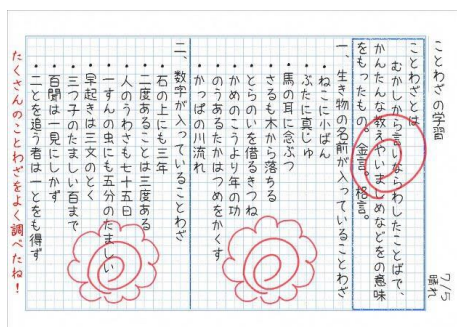 7/5
晴れ
ことわざの学習
ことわざとは
むかしから言いならわしたことばで、
かんたんな教えやいましめなどをの意味
をもったもの。金言。格言。
一、生き物の名前が入っていることわざ
・ねこに小ばん
・ぶたに真じゅ
・馬の耳に念ぶつ
・さるも木から落ちる
・とらのいを借るきつね
・かめのこうより年の功
・のうあるたかはつめをかくす
・かっぱの川流れ
二、数字が入っていることわざ
・石の上にも三年
・二度あることは三度ある
・人のうわさも七十五日
・一すんの虫にも五分のたましい
・早起きは三文のとく
・三つ子のたましい百まで
・百聞は一見にしかず
・二とを追う者は一とをも得ず
たくさんのことわざをよく調べたね!